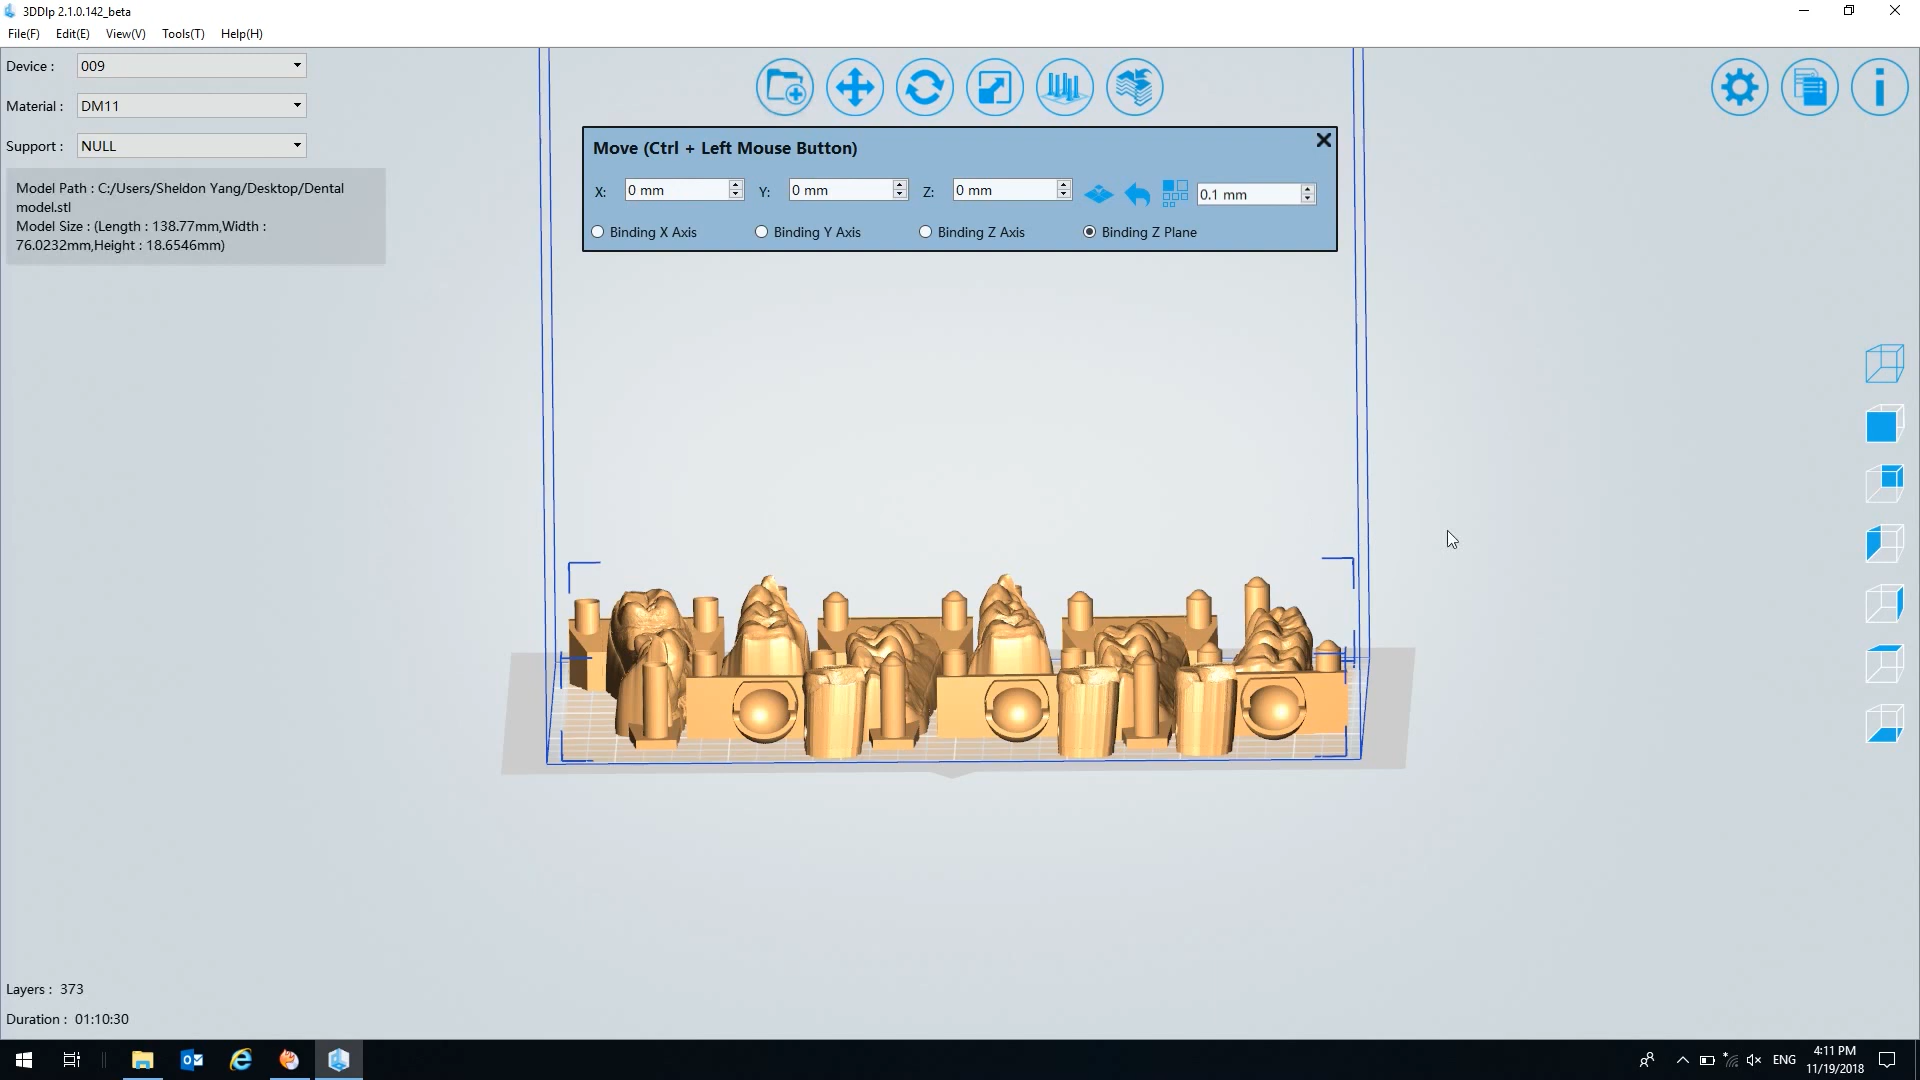 3DDlp 2.1.0.142_beta
File(F) Edit(E) View(V) Tools(T) Help(H)
Device : 009
Material : DM11
Support : NULL
Model Path : C:/Users/Sheldon Yang/Desktop/Dental
model.stl
Model Size : (Length : 138.77mm,Width :
76.0232mm,Height : 18.6546mm)
Move (Ctrl + Left Mouse Button)
X: 0 mm Y: 0 mm Z: 0 mm 0.1 mm
Binding X Axis Binding Y Axis Binding Z Axis Binding Z Plane
Layers : 373
Duration : 01:10:30
ENG
4:11 PM
11/19/2018